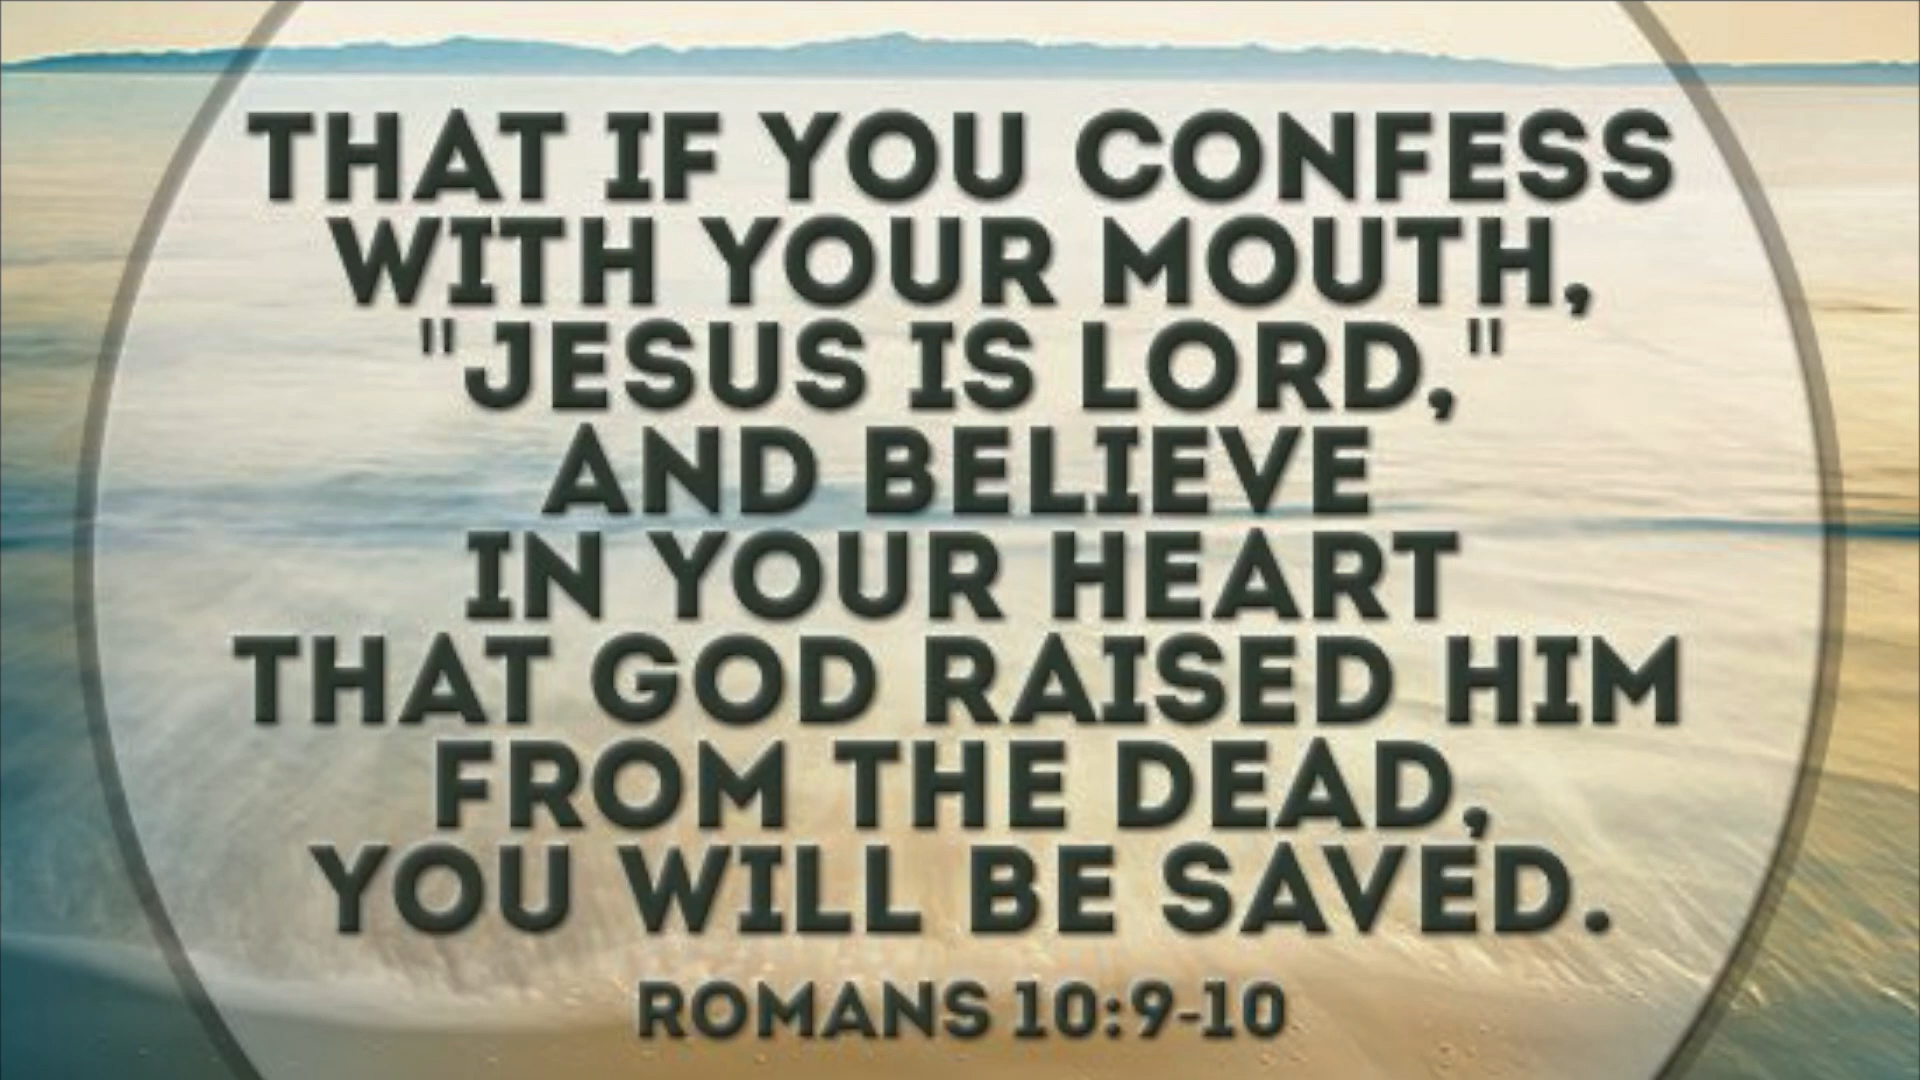 THAT IF YOU CONFESS
WITH YOUR MOUTH,
"JESUS IS LORD,"
AND BELIEVE
IN YOUR HEART
THAT GOD RAISED HIM
FROM THE DEAD,
YOU WILL BE SAVED.
ROMANS 10:9-10